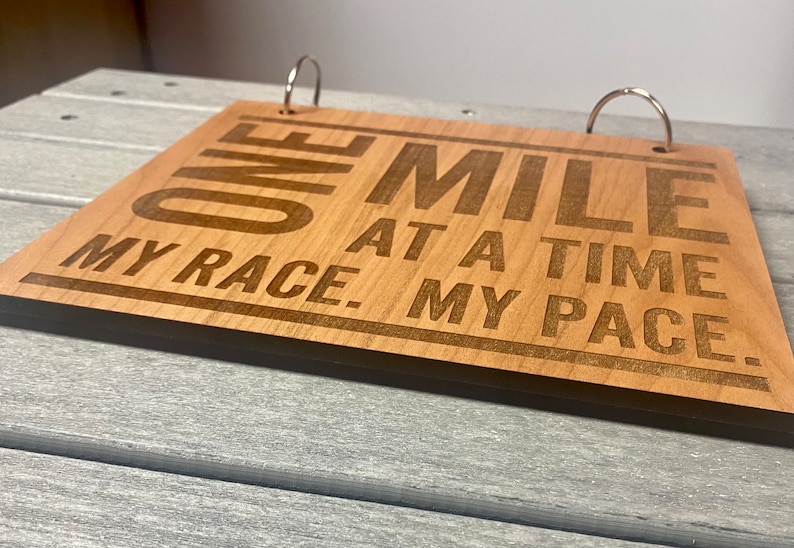 ONE
MILE
AT A TIME
MY RACE. MY PACE.